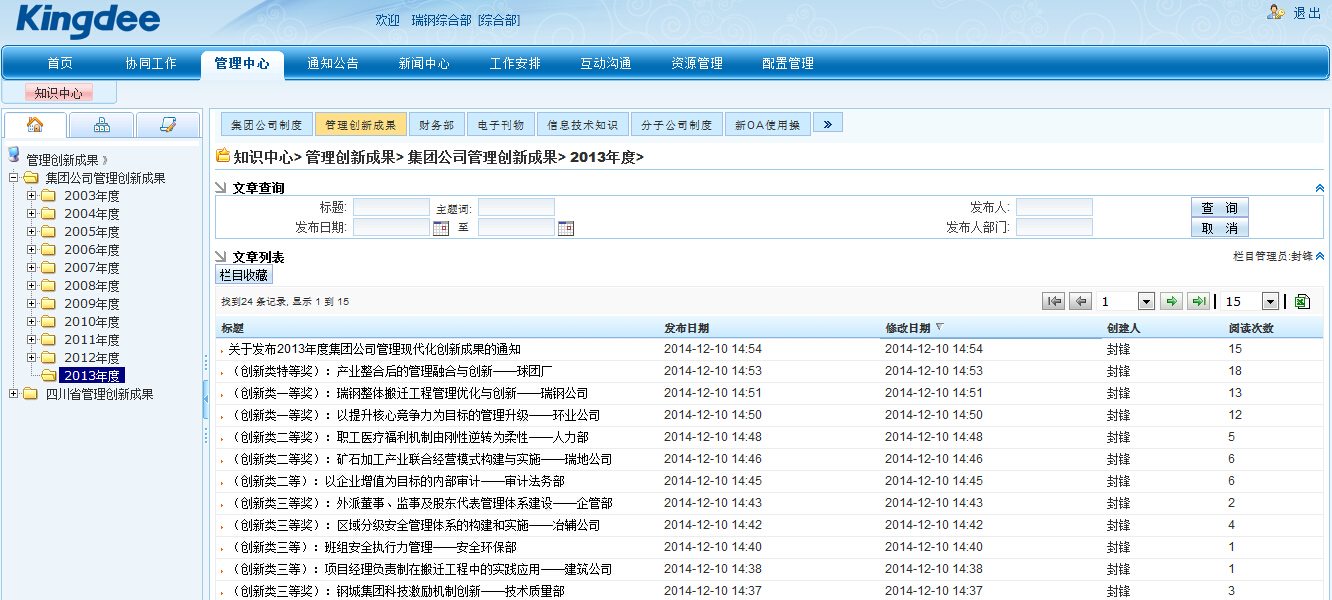 Kingdee
欢迎 瑞钢综合部 [综合部]
退出
首页 协同工作 管理中心 通知公告 新闻中心 工作安排 互动沟通 资源管理 配置管理
知识中心
集团公司制度 管理创新成果 财务部 电子刊物 信息技术知识 分子公司制度 新OA使用操 »
管理创新成果 》
集团公司管理创新成果
2003年度
2004年度
2005年度
2006年度
2007年度
2008年度
2009年度
2010年度
2011年度
2012年度
2013年度
四川省管理创新成果
知识中心> 管理创新成果> 集团公司管理创新成果> 2013年度>
文章查询
标题: 主题词: 发布人: 查 询
发布日期: 至 发布人部门: 取 消
文章列表
栏目管理员:封锋
栏目收藏
找到24 条记录, 显示 1 到 15
1 15
标题 发布日期 修改日期 创建人 阅读次数
关于发布2013年度集团公司管理现代化创新成果的通知 2014-12-10 14:54 2014-12-10 14:54 封锋 15
（创新类特等奖）：产业整合后的管理融合与创新——球团厂 2014-12-10 14:53 2014-12-10 14:53 封锋 18
（创新类一等奖）：瑞钢整体搬迁工程管理优化与创新——瑞钢公司 2014-12-10 14:51 2014-12-10 14:51 封锋 13
（创新类一等奖）：以提升核心竞争力为目标的管理升级——环业公司 2014-12-10 14:50 2014-12-10 14:50 封锋 12
（创新类二等奖）：职工医疗福利机制由刚性逆转为柔性——人力部 2014-12-10 14:48 2014-12-10 14:48 封锋 5
（创新类二等奖）：矿石加工产业联合经营模式构建与实施——瑞地公司 2014-12-10 14:46 2014-12-10 14:46 封锋 6
（创新类二等）：以企业增值为目标的内部审计——审计法务部 2014-12-10 14:45 2014-12-10 14:45 封锋 6
（创新类三等奖）：外派董事、监事及股东代表管理体系建设——企管部 2014-12-10 14:43 2014-12-10 14:43 封锋 2
（创新类三等奖）：区域分级安全管理体系的构建和实施——冶辅公司 2014-12-10 14:42 2014-12-10 14:42 封锋 4
（创新类三等）：班组安全执行力管理——安全环保部 2014-12-10 14:40 2014-12-10 14:40 封锋 1
（创新类三等）：项目经理负责制在搬迁工程中的实践应用——建筑公司 2014-12-10 14:38 2014-12-10 14:38 封锋 1
（创新类三等奖）：钢城集团科技激励机制创新——技术质量部 2014-12-10 14:37 2014-12-10 14:37 封锋 3